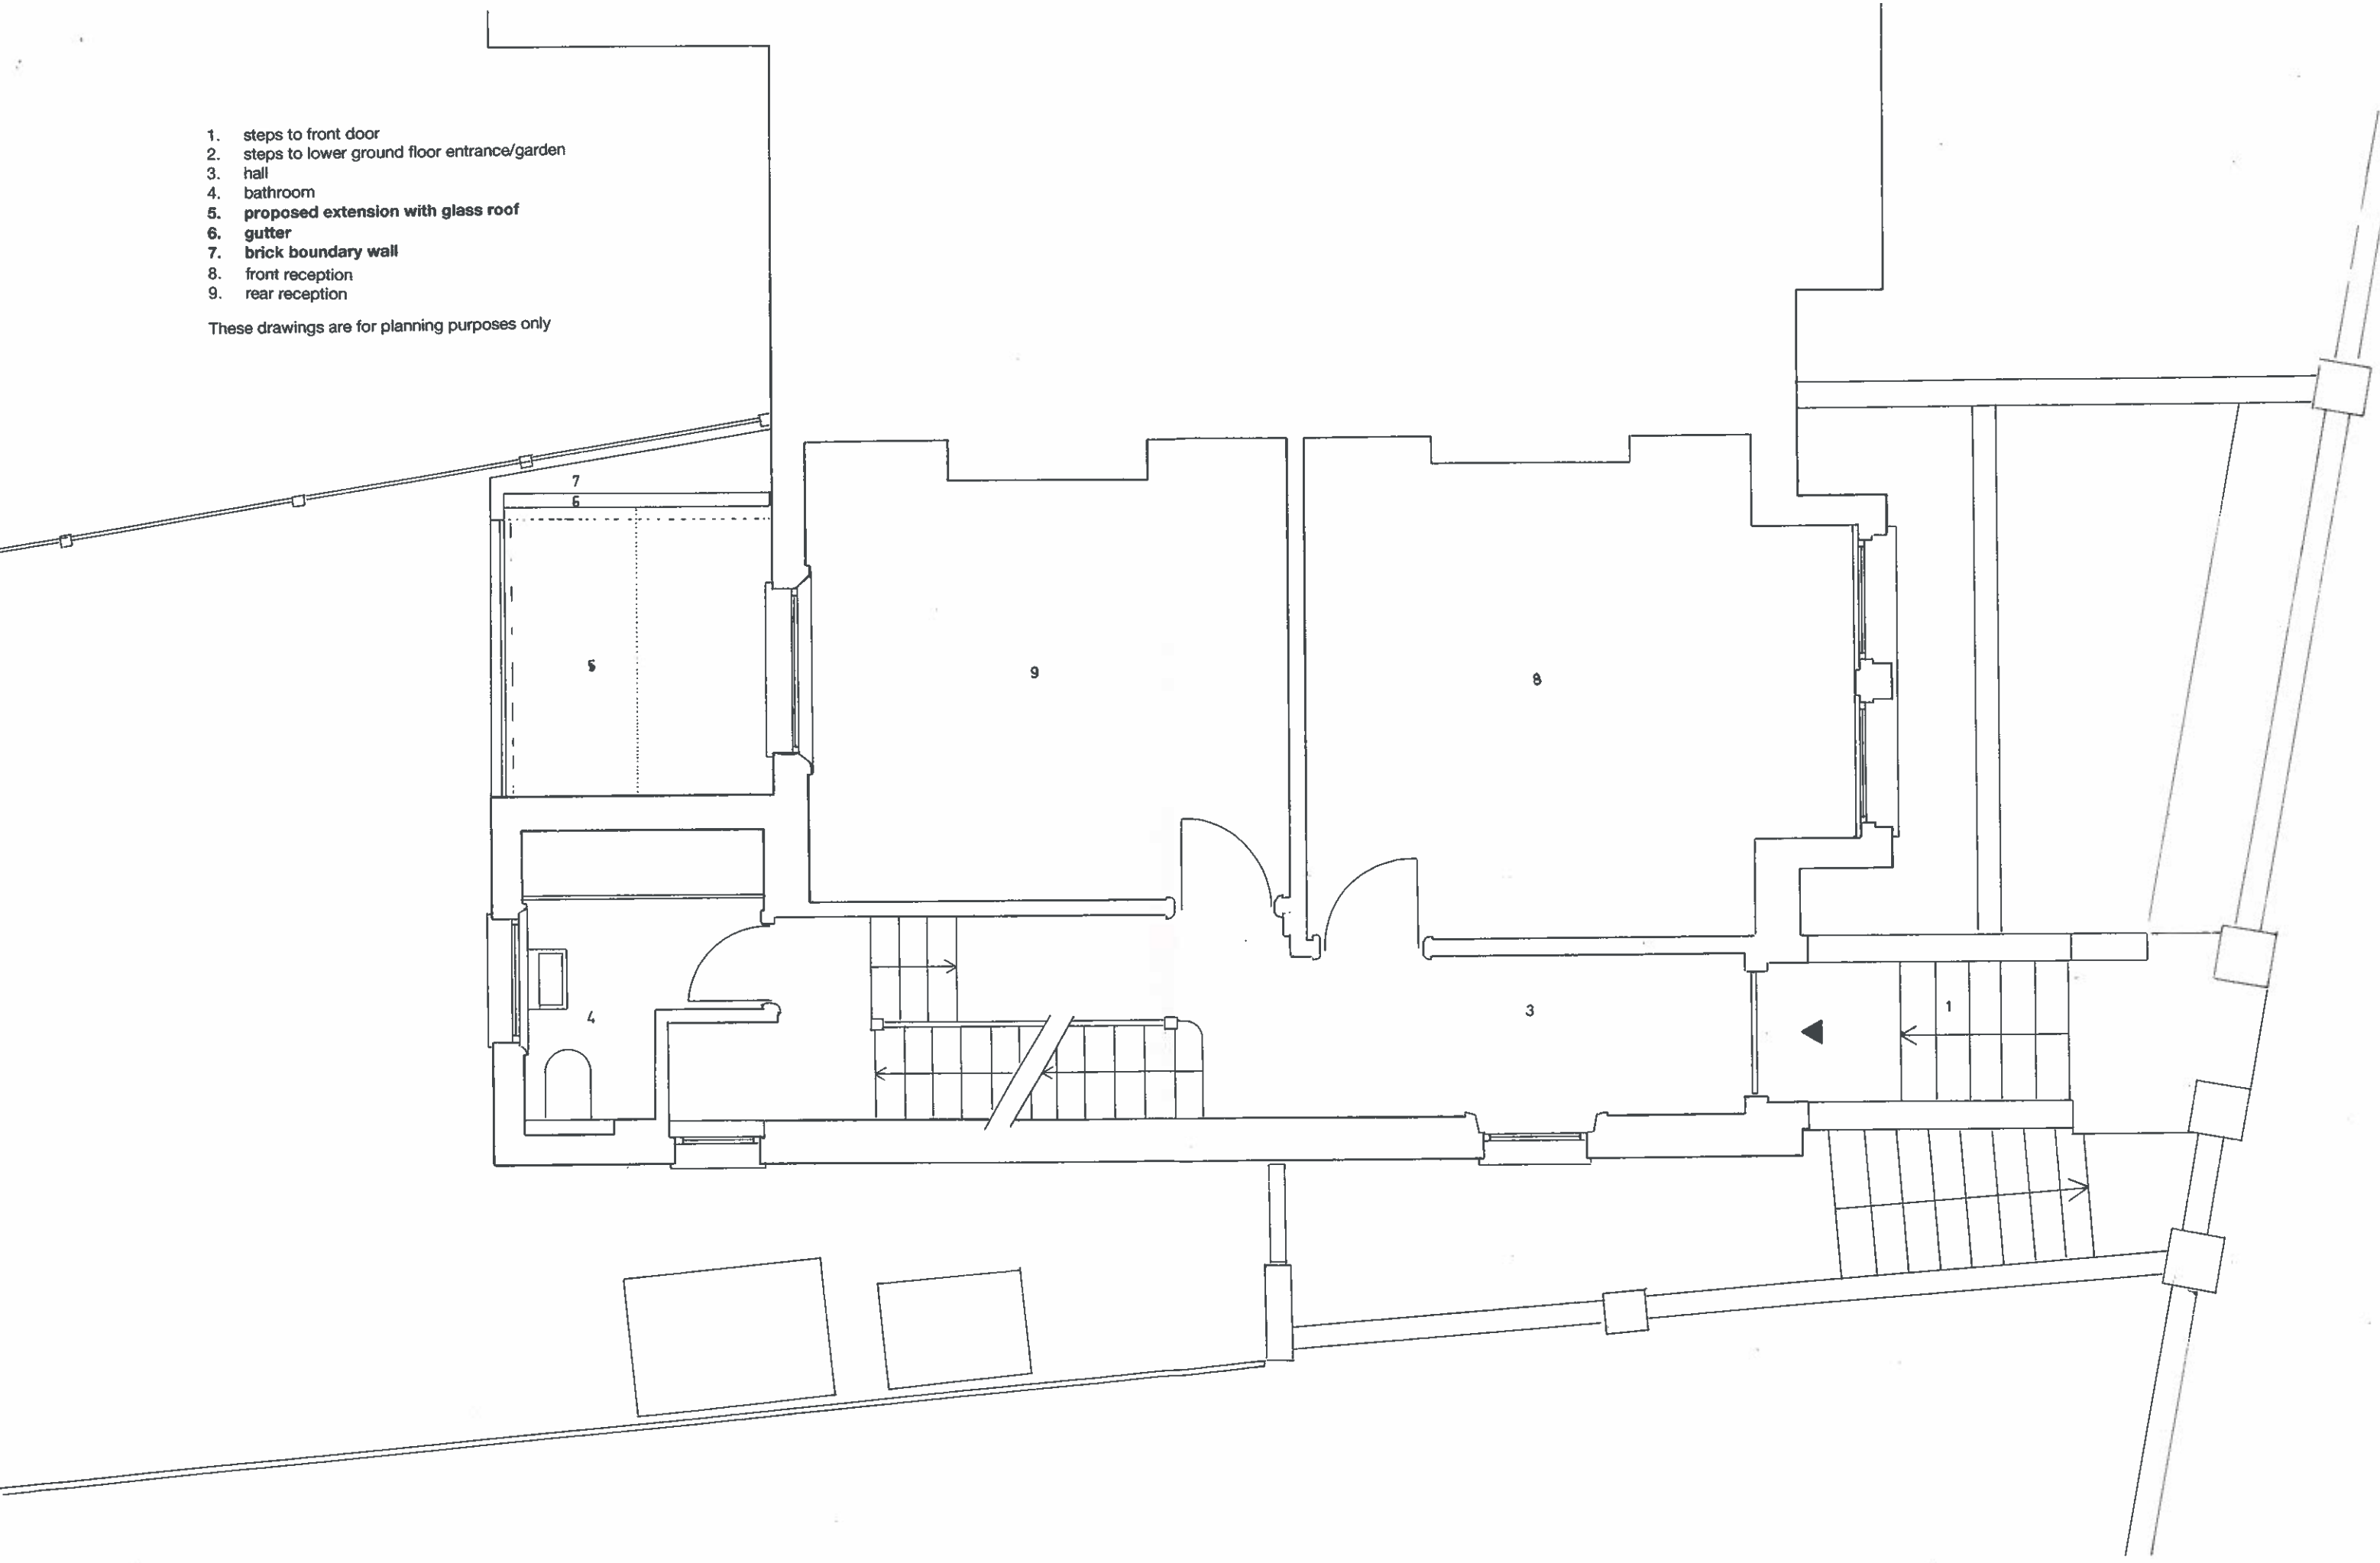 1. steps to front door
2. steps to lower ground floor entrance/garden
3. hall
4. bathroom
5. proposed extension with glass roof
6. gutter
7. brick boundary wall
8. front reception
9. rear reception
These drawings are for planning purposes only
7
6
5
9
8
4
3
1